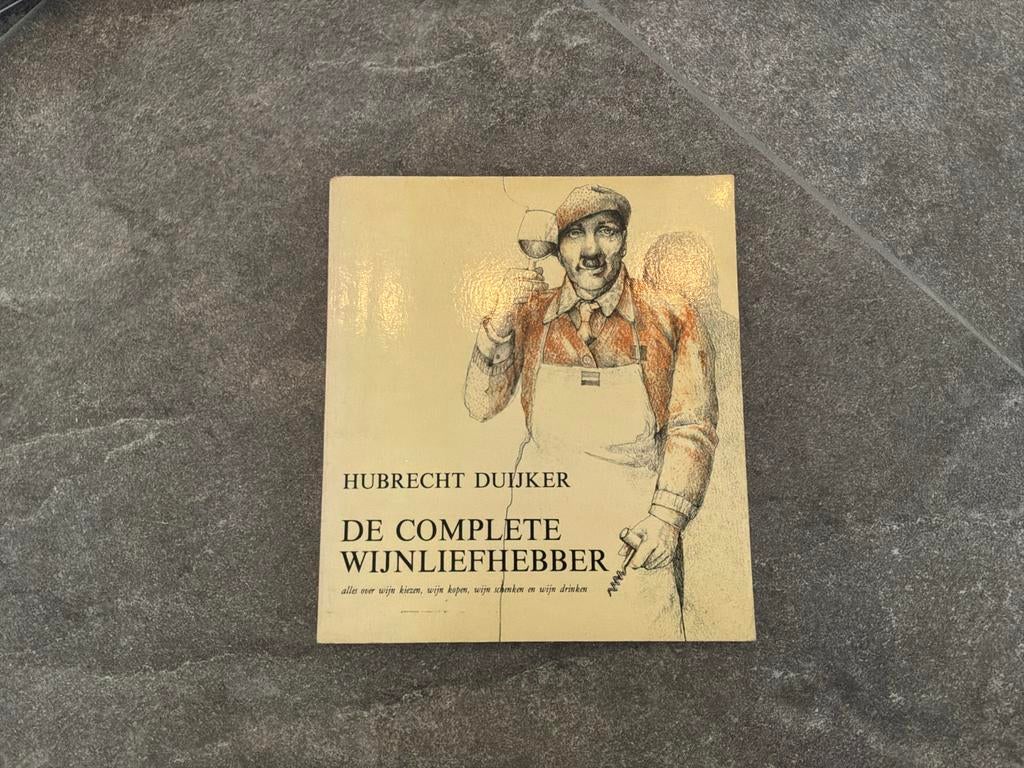 HUBRECHT DUIJKER
DE COMPLETE
WIJNLIEFHEBBER
alles over wijn kiezen, wijn kopen, wijn schenken en wijn drinken